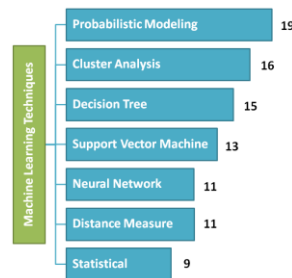 Machine Learning Techniques
Probabilistic Modeling 19
Cluster Analysis 16
Decision Tree 15
Support Vector Machine 13
Neural Network 11
Distance Measure 11
Statistical 9